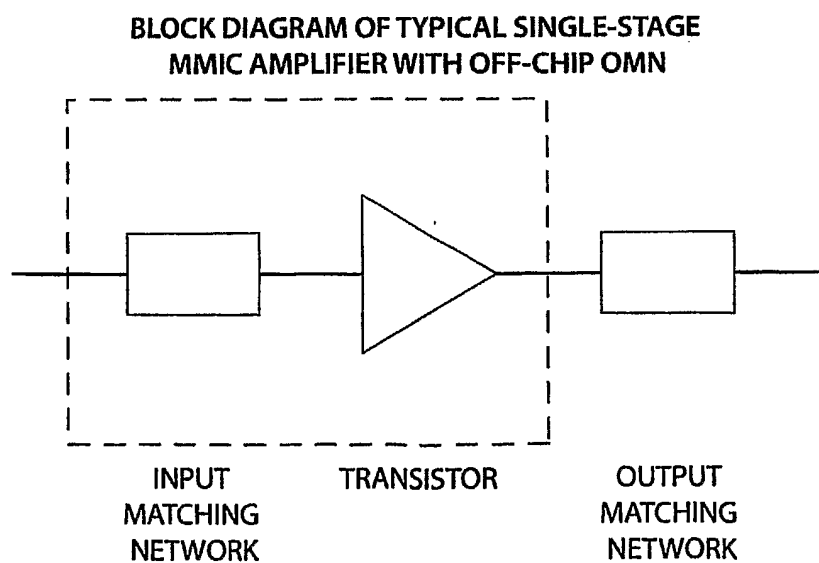 BLOCK DIAGRAM OF TYPICAL SINGLE-STAGE
MMIC AMPLIFIER WITH OFF-CHIP OMN
INPUT
MATCHING
NETWORK
TRANSISTOR
OUTPUT
MATCHING
NETWORK